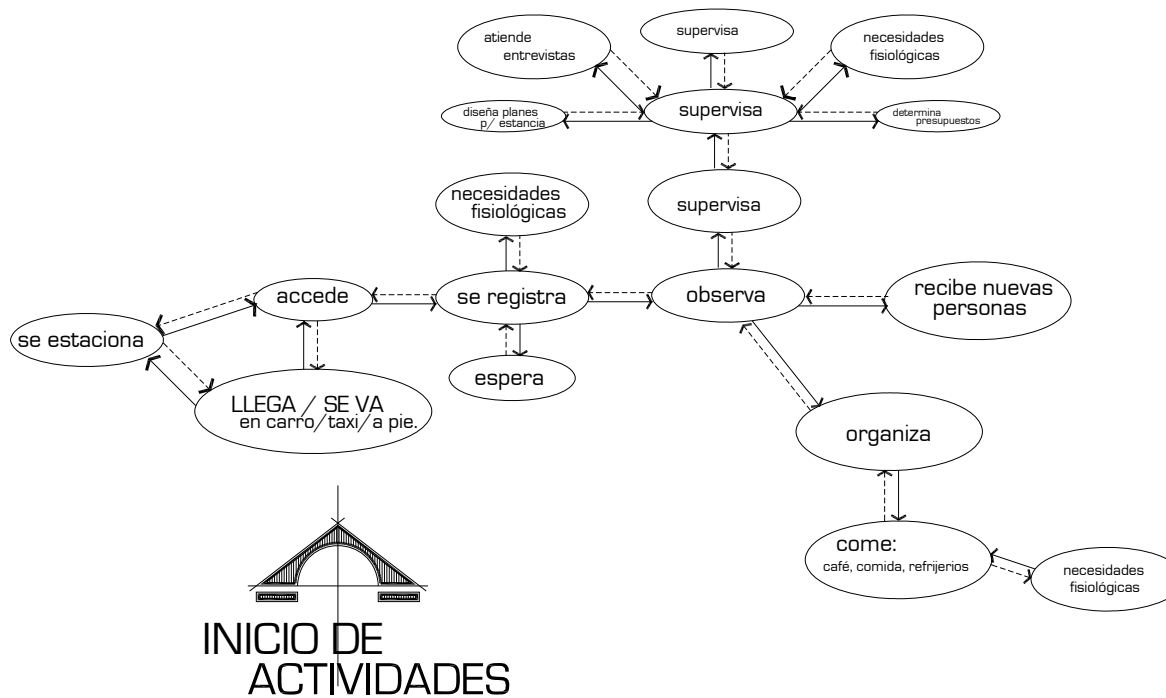 atiende
entrevistas
supervisa
necesidades
fisiológicas
diseña planes
p/ estancia
supervisa
determina
presupuestos
necesidades
fisiológicas
supervisa
accede
se registra
observa
recibe nuevas
personas
se estaciona
espera
LLEGA / SE VA
en carro/taxi/a pie.
organiza
come:
café, comida, refrijerios
necesidades
fisiológicas
INICIO DE
ACTIVIDADES